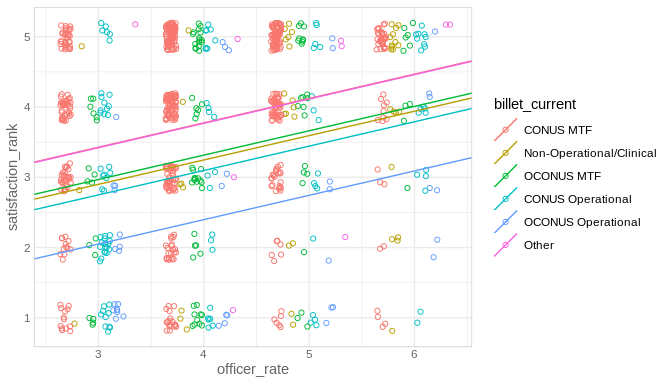 satisfaction_rank
5
4
3
2
1
3
4
5
6
officer_rate
billet_current
CONUS MTF
Non-Operational/Clinical
OCONUS MTF
CONUS Operational
OCONUS Operational
Other